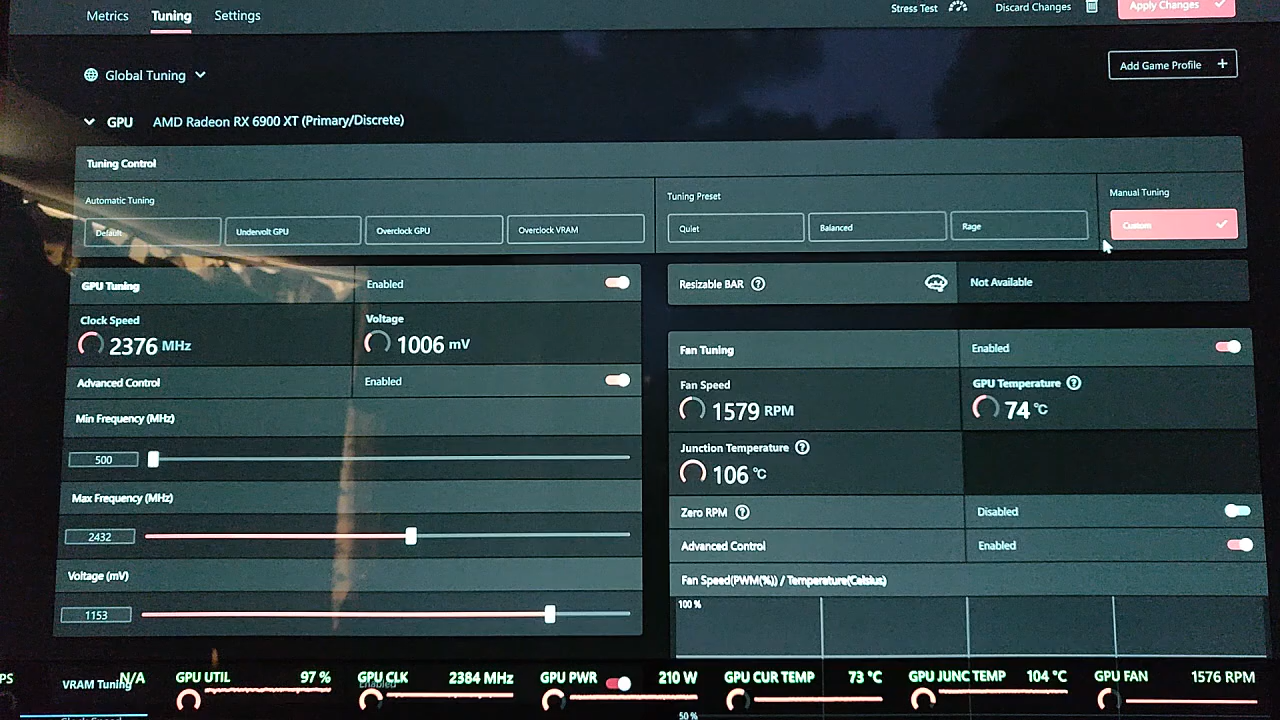 Metrics Tuning Settings Stress Test Discard Changes Apply Changes
Global Tuning Add Game Profile +
GPU AMD Radeon RX 6900 XT (Primary/Discrete)
Tuning Control
Automatic Tuning Tuning Preset Manual Tuning
Default Undervolt GPU Overclock GPU Overclock VRAM Quiet Balanced Rage Custom
GPU Tuning Enabled
Clock Speed Voltage
2376 MHz 1006 mV
Advanced Control Enabled
Min Frequency (MHz)
500
Max Frequency (MHz)
2432
Voltage (mV)
1153
Resizable BAR ? Not Available
Fan Tuning Enabled
Fan Speed GPU Temperature ?
1579 RPM 74 °C
Junction Temperature ?
106 °C
Zero RPM ? Disabled
Advanced Control Enabled
Fan Speed(PWM(%)) / Temperature(Celsius)
100 %
PS N/A GPU UTIL 97 % GPU CLK 2384 MHz GPU PWR 210 W GPU CUR TEMP 73 °C GPU JUNC TEMP 104 °C GPU FAN 1576 RPM
VRAM Tuning Enabled
50 %